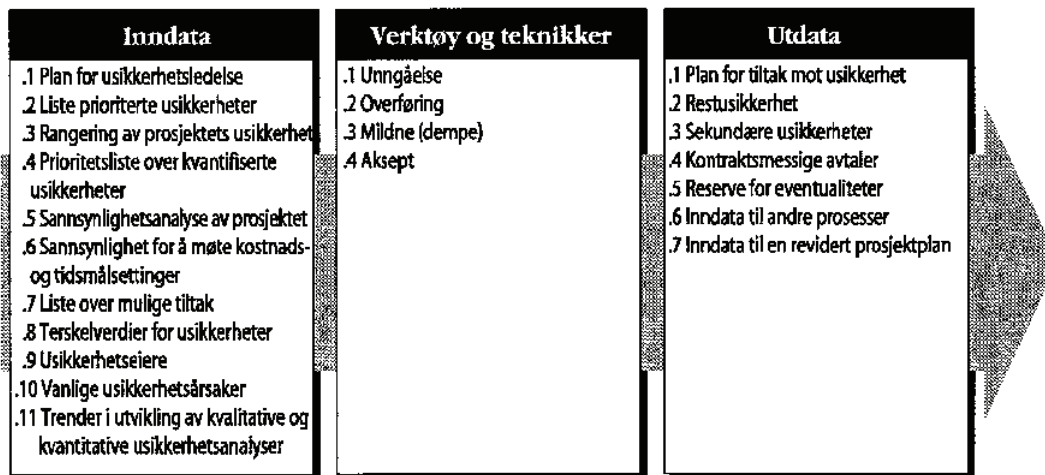 Inndata
.1 Plan for usikkerhetsledelse
.2 Liste prioriterte usikkerheter
.3 Rangering av prosjektets usikkerhet
.4 Prioritetsliste over kvantifiserte
usikkerheter
.5 Sannsynlighetsanalyse av prosjektet
.6 Sannsynlighet for å møte kostnads-
og tidsmålsettinger
.7 Liste over mulige tiltak
.8 Terskelverdier for usikkerheter
.9 Usikkerhetseiere
.10 Vanlige usikkerhetsårsaker
.11 Trender i utvikling av kvalitative og
kvantitative usikkerhetsanalyser
Verktøy og teknikker
.1 Unngåelse
.2 Overføring
.3 Mildne (dempe)
.4 Aksept
Utdata
.1 Plan for tiltak mot usikkerhet
.2 Restusikkerhet
.3 Sekundære usikkerheter
.4 Kontraktsmessige avtaler
.5 Reserve for eventualiteter
.6 Inndata til andre prosesser
.7 Inndata til en revidert prosjektplan